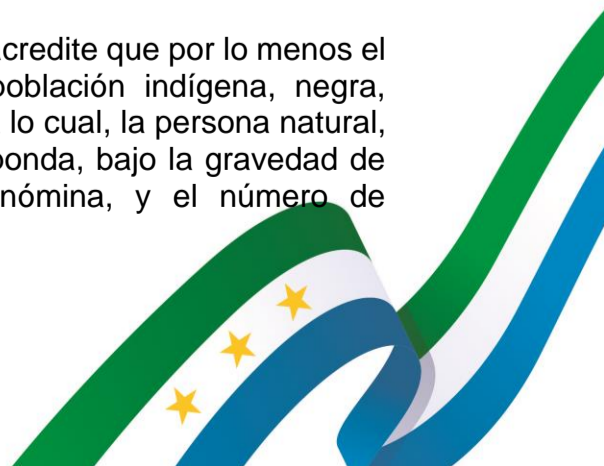 acredite que por lo menos el
población indígena, negra,
lo cual, la persona natural,
bajo la gravedad de
nómina, y el número de